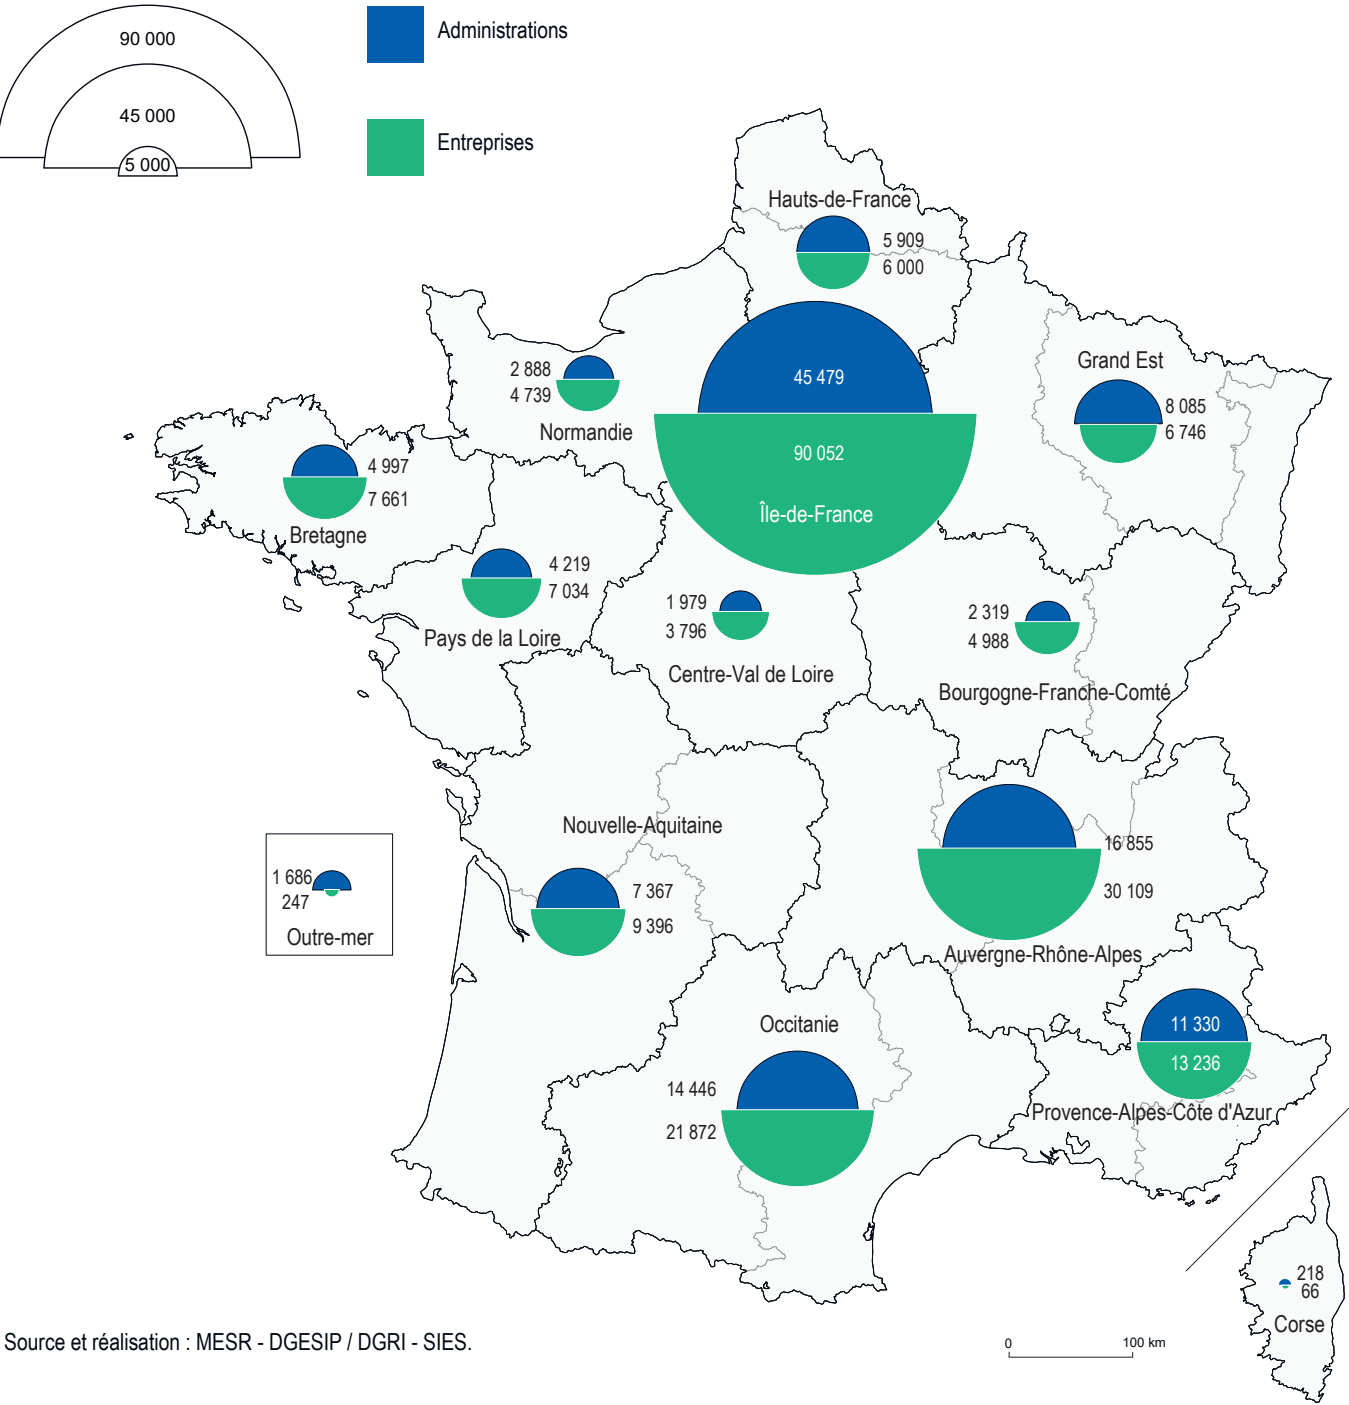 90 000
45 000
5 000
Administrations
Entreprises
Hauts-de-France
5 909
6 000
45 479
90 052
Île-de-France
Grand Est
8 085
6 746
2 888
4 739
Normandie
4 997
7 661
Bretagne
4 219
7 034
Pays de la Loire
1 979
3 796
Centre-Val de Loire
2 319
4 988
Bourgogne-Franche-Comté
Nouvelle-Aquitaine
7 367
9 396
16 855
30 109
Auvergne-Rhône-Alpes
1 686
247
Outre-mer
Occitanie
14 446
21 872
11 330
13 236
Provence-Alpes-Côte d'Azur
218
66
Corse
Source et réalisation : MESR - DGESIP / DGRI - SIES.
0
100 km